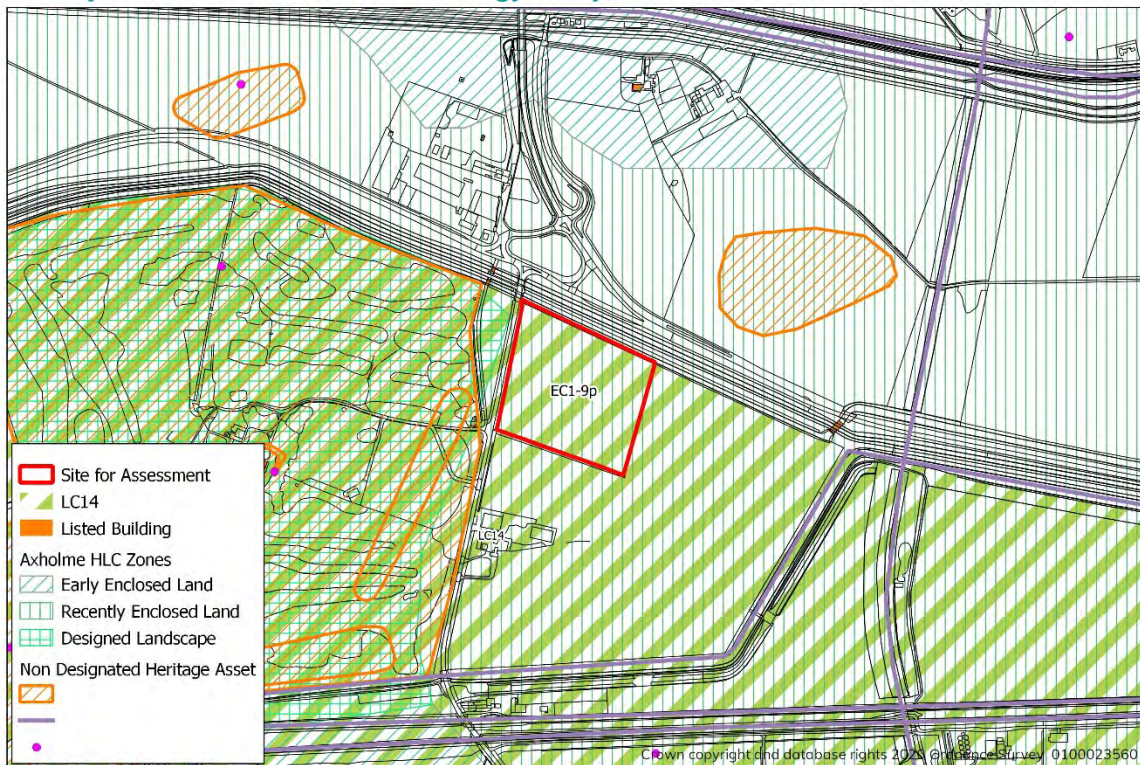 EC1-9p
LC14
Site for Assessment
LC14
Listed Building
Axholme HLC Zones
Early Enclosed Land
Recently Enclosed Land
Designed Landscape
Non Designated Heritage Asset
Crown copyright and database rights 2020 Ordnance Survey 0100023560